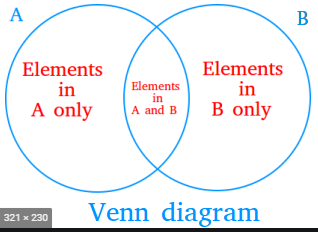 A
B
Elements
in
A only
Elements
in
A and B
Elements
in
B only
321 × 230
Venn diagram